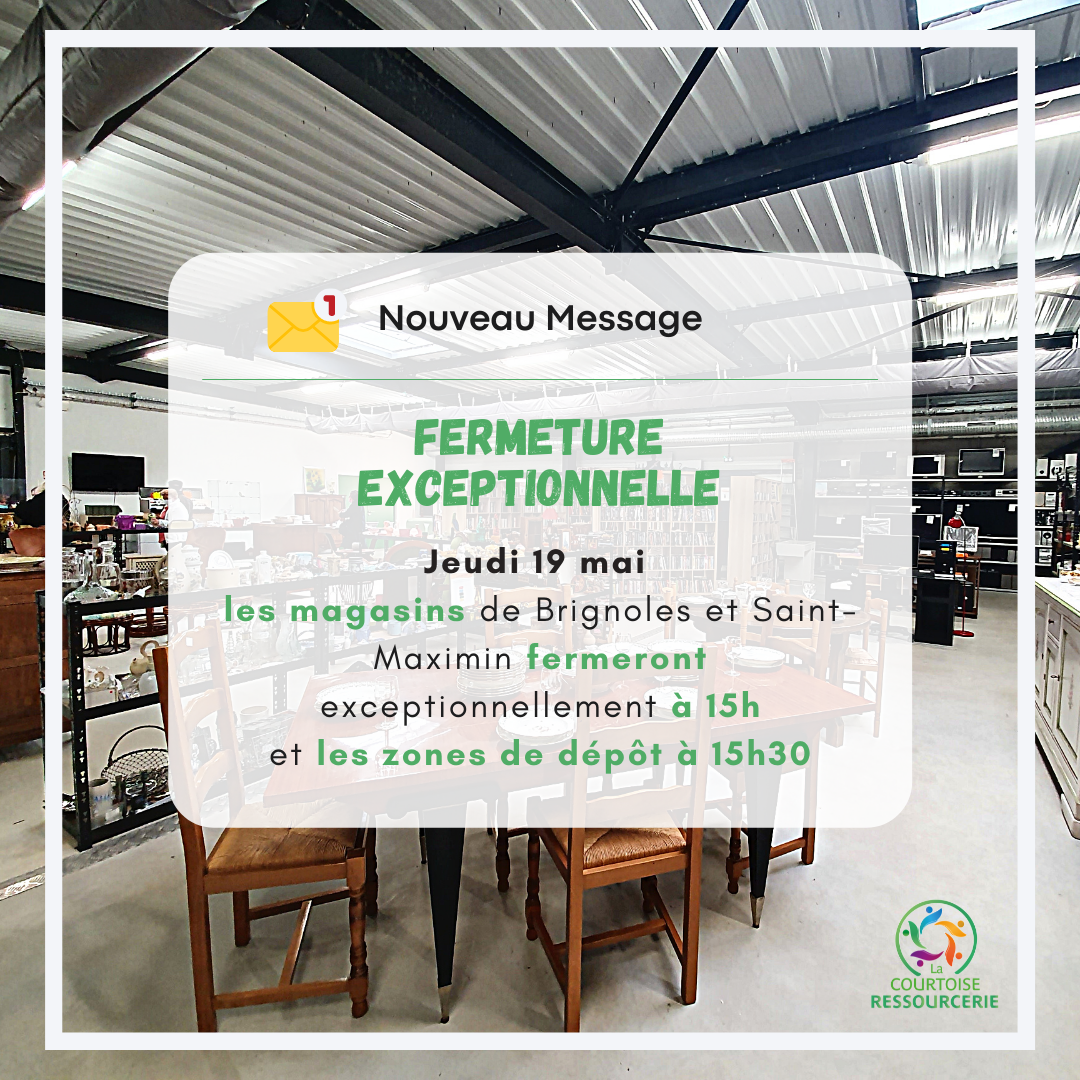 1
Nouveau Message
FERMETURE
EXCEPTIONNELLE
Jeudi 19 mai
les magasins de Brignoles et Saint-
Maximin fermeront
exceptionnellement à 15h
et les zones de dépôt à 15h30
La
COURTOISE
RESSOURCERIE